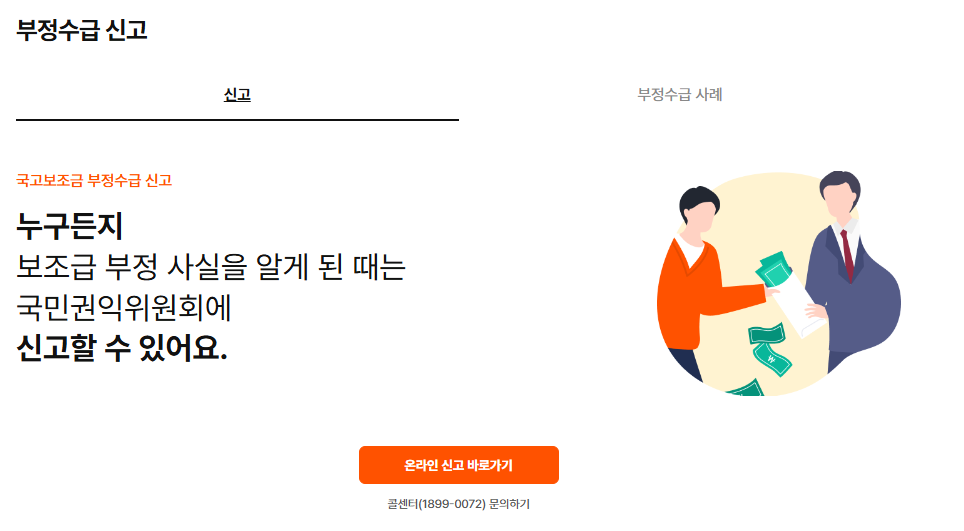 부정수급 신고
신고
부정수급 사례
국고보조금 부정수급 신고
누구든지
보조급 부정 사실을 알게 된 때는
국민권익위원회에
신고할 수 있어요.
₩
온라인 신고 바로가기
콜센터(1899-0072) 문의하기